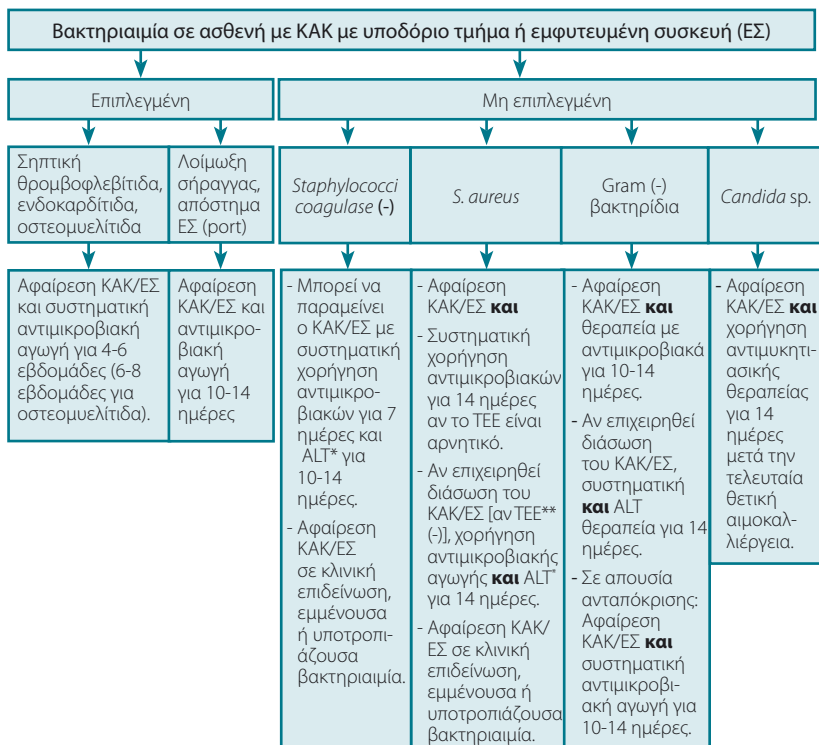 Βακτηριαιμία σε ασθενή με ΚΑΚ με υποδόριο τμήμα ή εμφυτευμένη συσκευή (ΕΣ)
Επιπλεγμένη
Μη επιπλεγμένη
Σηπτική
θρομβοφλεβίτιδα,
ενδοκαρδίτιδα,
οστεομυελίτιδα
Λοίμωξη
σήραγγας,
απόστημα
ΕΣ (port)
Staphylococci
coagulase (-)
S. aureus
Gram (-)
βακτηρίδια
Candida sp.
Αφαίρεση ΚΑΚ/ΕΣ
και συστηματική
αντιμικροβιακή
αγωγή για 4-6
εβδομάδες (6-8
εβδομάδες για
οστεομυελίτιδα).
Αφαίρεση
ΚΑΚ/ΕΣ και
αντιμικρο-
βιακή
αγωγή
για 10-14
ημέρες
- Μπορεί να
παραμείνει
ο ΚΑΚ/ΕΣ με
συστηματική
χορήγηση
αντιμικρο-
βιακών για 7
ημέρες και
ALT* για
10-14
ημέρες.
- Αφαίρεση
ΚΑΚ/ΕΣ
σε κλινική
επιδείνωση,
εμμένουσα
ή υποτροπι-
άζουσα
βακτηριαιμία.
- Αφαίρεση
ΚΑΚ/ΕΣ και
- Συστηματική
χορήγηση
αντιμικροβιακών
για 14 ημέρες
αν το ΤΕΕ είναι
αρνητικό.
- Αν επιχειρηθεί
διάσωση του
ΚΑΚ/ΕΣ [αν ΤΕΕ**
(-)], χορήγηση
αντιμικροβιακής
αγωγής και ALT*
για 14 ημέρες.
- Αφαίρεση ΚΑΚ/
ΕΣ σε κλινική
επιδείνωση,
εμμένουσα ή
υποτροπιάζουσα
βακτηριαιμία.
- Αφαίρεση
ΚΑΚ/ΕΣ και
θεραπεία με
αντιμικροβιακά
για 10-14
ημέρες.
- Αν επιχειρηθεί
διάσωση
του ΚΑΚ/ΕΣ,
συστηματική
και ALT
θεραπεία για 14
ημέρες.
- Σε απουσία
ανταπόκρισης:
Αφαίρεση
ΚΑΚ/ΕΣ και
συστηματική
αντιμικροβι-
ακή αγωγή για
10-14 ημέρες.
- Αφαίρεση
ΚΑΚ/ΕΣ και
χορήγηση
αντιμυκητι-
ασικής
θεραπείας
για 14
ημέρες
μετά την
τελευταία
θετική
αιμοκαλ-
λιέργεια.